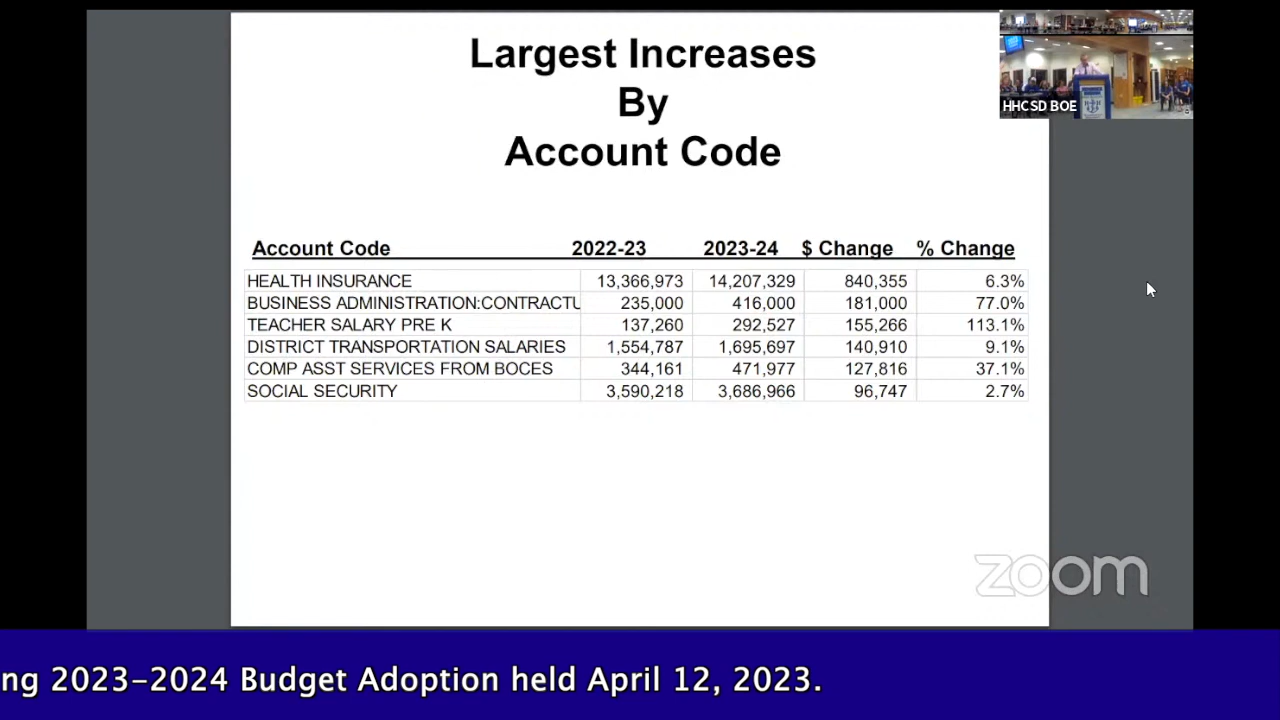 Largest Increases
By
Account Code
HHCSD BOE
Account Code 2022-23 2023-24 $ Change % Change
HEALTH INSURANCE 13,366,973 14,207,329 840,355 6.3%
BUSINESS ADMINISTRATION:CONTRACTU 235,000 416,000 181,000 77.0%
TEACHER SALARY PRE K 137,260 292,527 155,266 113.1%
DISTRICT TRANSPORTATION SALARIES 1,554,787 1,695,697 140,910 9.1%
COMP ASST SERVICES FROM BOCES 344,161 471,977 127,816 37.1%
SOCIAL SECURITY 3,590,218 3,686,966 96,747 2.7%
zoom
ng 2023-2024 Budget Adoption held April 12, 2023.